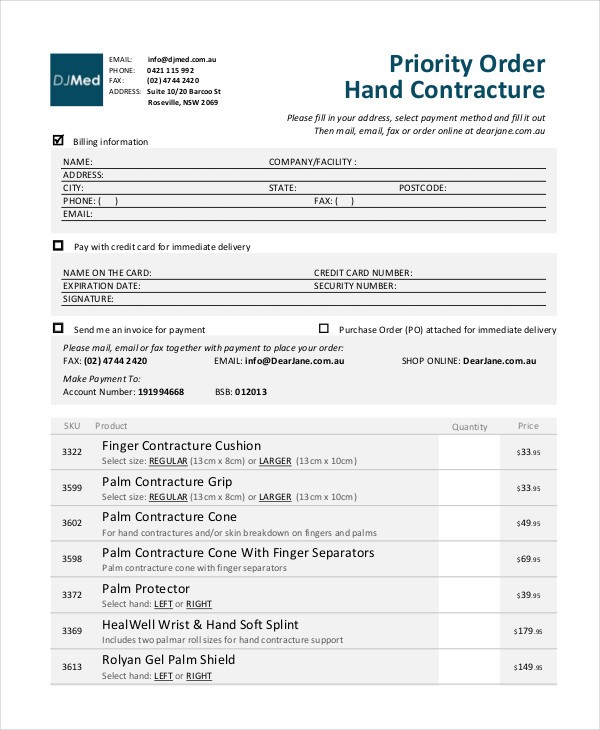 DJMed
EMAIL: info@djmed.com.au
PHONE: 0421 115 992
FAX: (02) 4744 2420
ADDRESS: Suite 10/20 Barcoo St
Roseville, NSW 2069
Priority Order
Hand Contracture
Please fill in your address, select payment method and fill it out
Then mail, email, fax or order online at dearjane.com.au
Billing information
NAME: COMPANY/FACILITY :
ADDRESS:
CITY: STATE: POSTCODE:
PHONE: ( ) FAX: ( )
EMAIL:
Pay with credit card for immediate delivery
NAME ON THE CARD: CREDIT CARD NUMBER:
EXPIRATION DATE: SECURITY NUMBER:
SIGNATURE:
Send me an invoice for payment Purchase Order (PO) attached for immediate delivery
Please mail, email or fax together with payment to place your order:
FAX: (02) 4744 2420 EMAIL: info@DearJane.com.au SHOP ONLINE: DearJane.com.au
Make Payment To:
Account Number: 191994668 BSB: 012013
SKU Product Quantity Price
3322 Finger Contracture Cushion $33.95
Select size: REGULAR (13cm x 8cm) or LARGER (13cm x 10cm)
3599 Palm Contracture Grip $33.95
Select size: REGULAR (13cm x 8cm) or LARGER (13cm x 10cm)
3602 Palm Contracture Cone $49.95
For hand contractures and/or skin breakdown on fingers and palms
3598 Palm Contracture Cone With Finger Separators $69.95
Palm contracture cone with finger separators
3372 Palm Protector $39.95
Select hand: LEFT or RIGHT
3369 HealWell Wrist & Hand Soft Splint $179.95
Includes two palmar roll sizes for hand contracture support
3613 Rolyan Gel Palm Shield $149.95
Select hand: LEFT or RIGHT